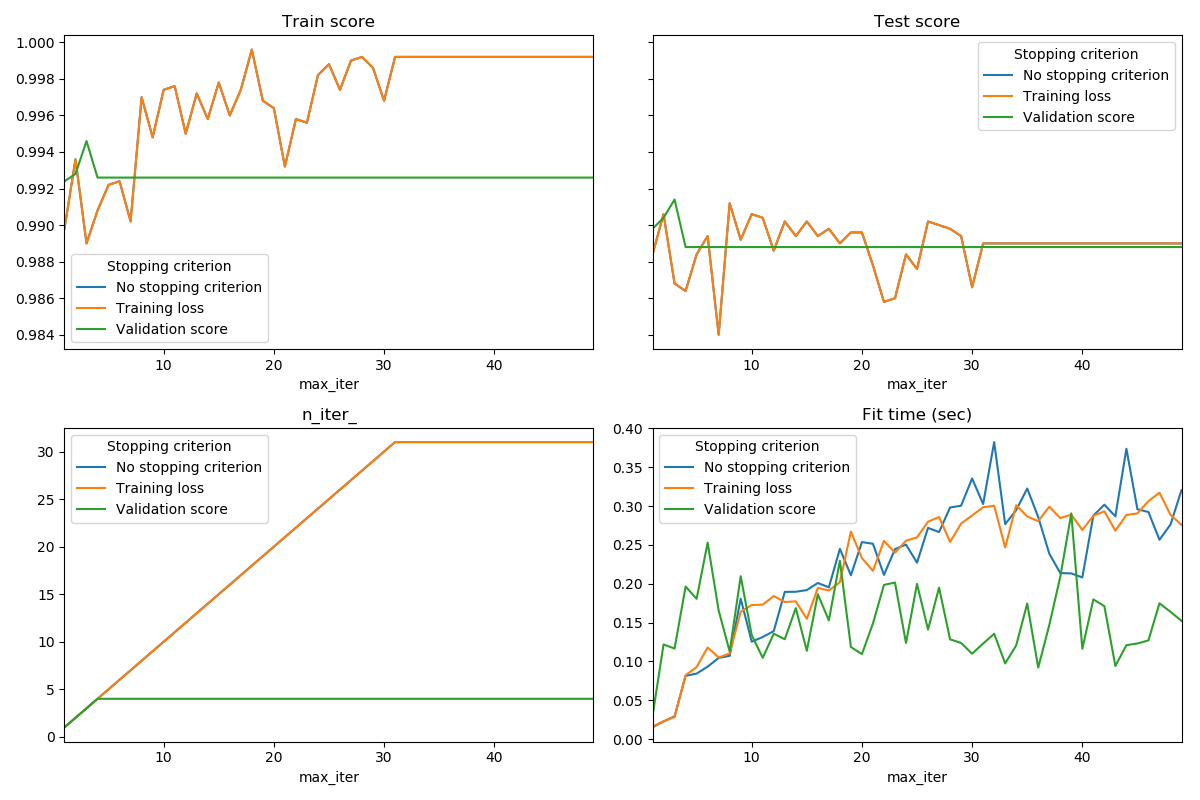 Train score
1.000
0.998
0.996
0.994
0.992
0.990
0.988
0.986
0.984
Stopping criterion
No stopping criterion
Training loss
Validation score
10
20
30
40
max_iter
Test score
Stopping criterion
No stopping criterion
Training loss
Validation score
10
20
30
40
max_iter
n_iter_
30
25
20
15
10
5
0
Stopping criterion
No stopping criterion
Training loss
Validation score
10
20
30
40
max_iter
Fit time (sec)
0.40
0.35
0.30
0.25
0.20
0.15
0.10
0.05
0.00
Stopping criterion
No stopping criterion
Training loss
Validation score
10
20
30
40
max_iter